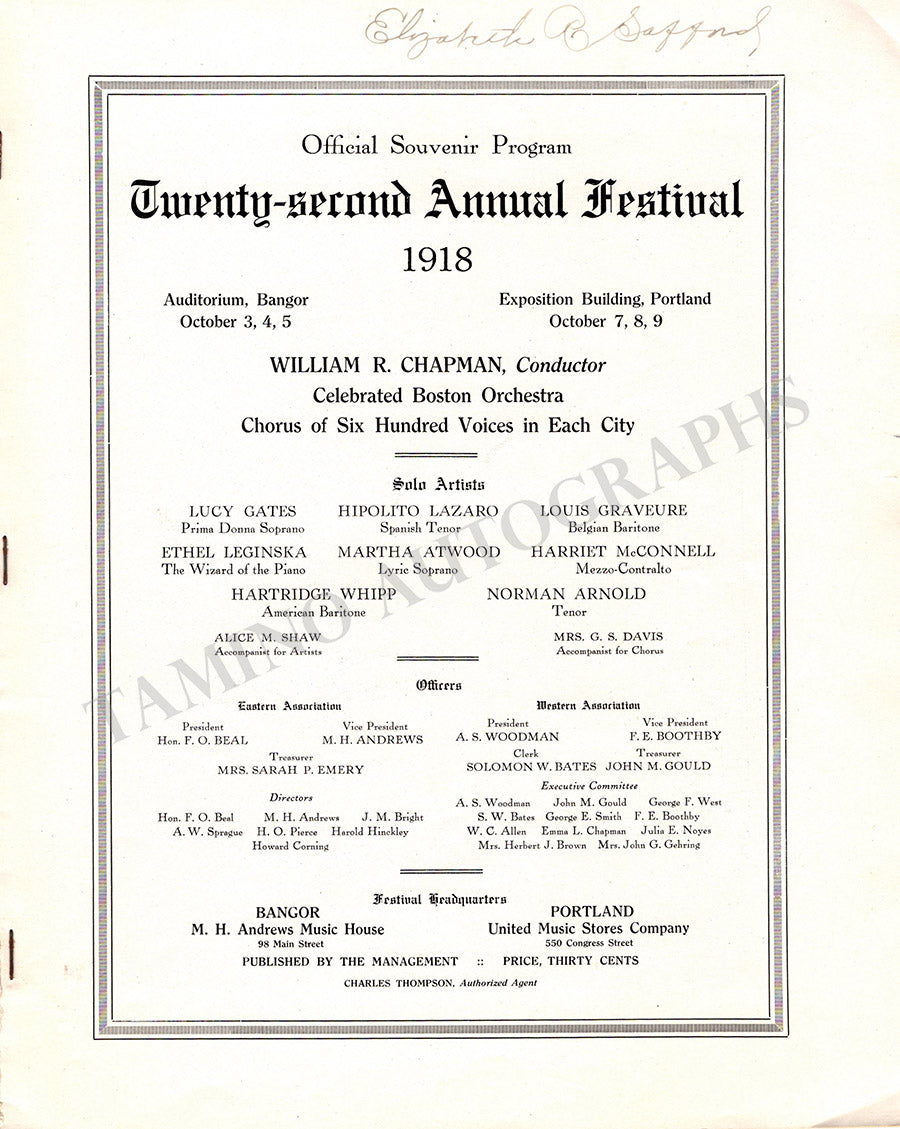 Elizabeth R Safford
Official Souvenir Program
Twenty-second Annual Festival
1918
Auditorium, Bangor
October 3, 4, 5
Exposition Building, Portland
October 7, 8, 9
WILLIAM R. CHAPMAN, Conductor
Celebrated Boston Orchestra
Chorus of Six Hundred Voices in Each City
Solo Artists
LUCY GATES
Prima Donna Soprano
HIPOLITO LAZARO
Spanish Tenor
LOUIS GRAVEURE
Belgian Baritone
ETHEL LEGINSKA
The Wizard of the Piano
MARTHA ATWOOD
Lyric Soprano
HARRIET McCONNELL
Mezzo-Contralto
HARTRIDGE WHIPP
American Baritone
NORMAN ARNOLD
Tenor
ALICE M. SHAW
Accompanist for Artists
MRS. G. S. DAVIS
Accompanist for Chorus
TAMINO AUTOGRAPHS
Officers
Eastern Association
President
Hon. F. O. BEAL
Vice President
M. H. ANDREWS
Treasurer
MRS. SARAH P. EMERY
Directors
Hon. F. O. Beal M. H. Andrews J. M. Bright
A. W. Sprague H. O. Pierce Harold Hinckley
Howard Corning
Western Association
President
A. S. WOODMAN
Vice President
F. E. BOOTHBY
Clerk
SOLOMON W. BATES
Treasurer
JOHN M. GOULD
Executive Committee
A. S. Woodman John M. Gould George F. West
S. W. Bates George E. Smith F. E. Boothby
W. C. Allen Emma L. Chapman Julia E. Noyes
Mrs. Herbert J. Brown Mrs. John G. Gehring
Festival Headquarters
BANGOR
M. H. Andrews Music House
98 Main Street
PORTLAND
United Music Stores Company
550 Congress Street
PUBLISHED BY THE MANAGEMENT :: PRICE, THIRTY CENTS
CHARLES THOMPSON, Authorized Agent